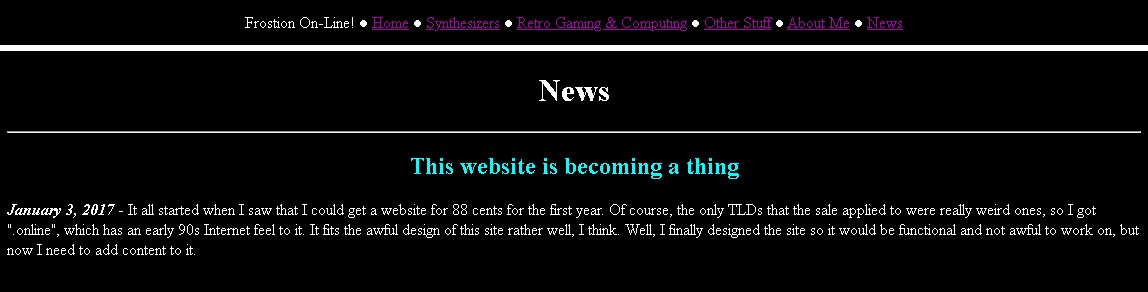 Frostion On-Line! ● Home ● Synthesizers ● Retro Gaming & Computing ● Other Stuff ● About Me ● News
News
This website is becoming a thing
January 3, 2017 - It all started when I saw that I could get a website for 88 cents for the first year. Of course, the only TLDs that the sale applied to were really weird ones, so I got
".online", which has an early 90s Internet feel to it. It fits the awful design of this site rather well, I think. Well, I finally designed the site so it would be functional and not awful to work on, but
now I need to add content to it.